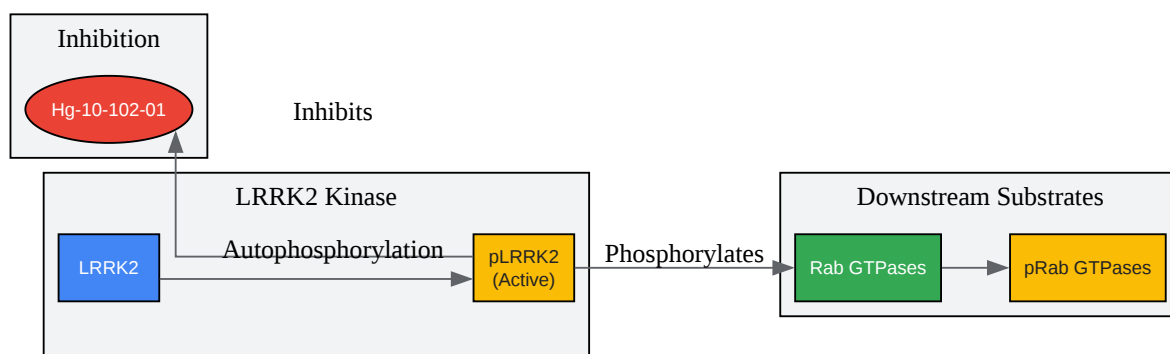 Inhibition
Hg-10-102-01
Inhibits
LRRK2 Kinase
Downstream Substrates
LRRK2
Autophosphorylation
pLRRK2
(Active)
Phosphorylates
Rab GTPases
pRab GTPases